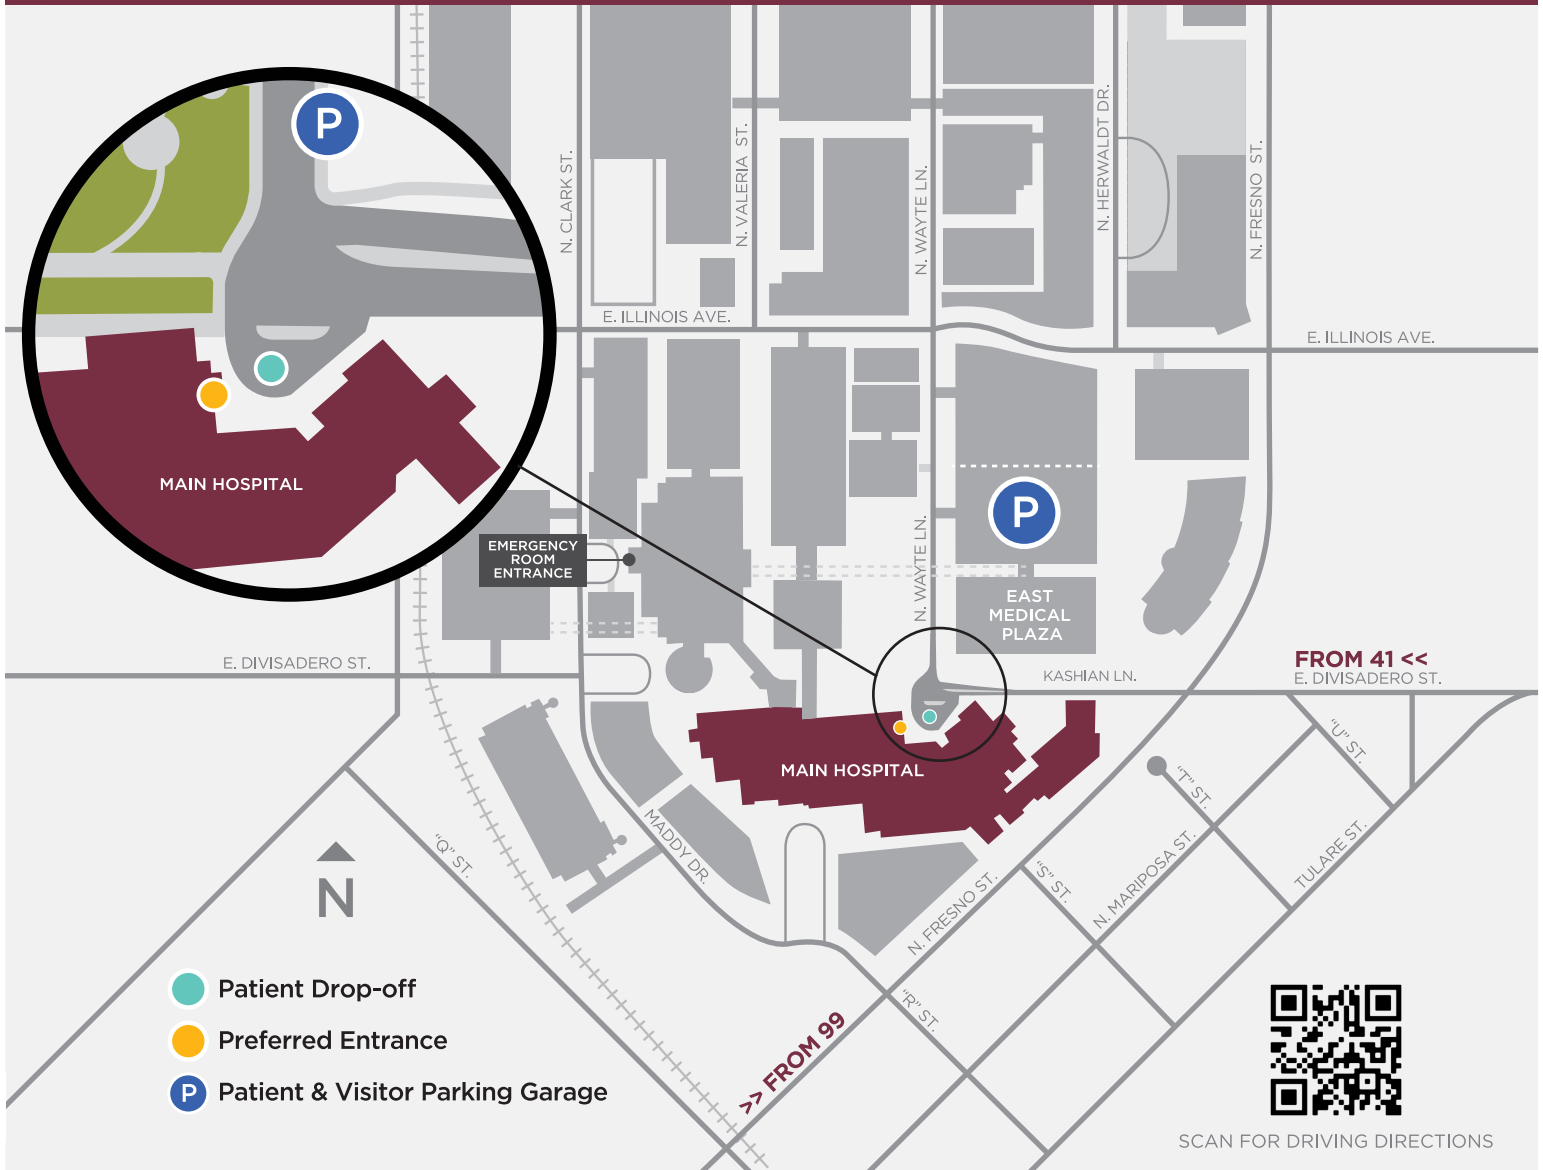 P
N. CLARK ST.
N. VALERIA ST.
N. WAYTE LN.
N. HERWALDT DR.
N. FRESNO ST.
E. ILLINOIS AVE.
E. ILLINOIS AVE.
MAIN HOSPITAL
P
N. WAYTE LN.
EMERGENCY
ROOM
ENTRANCE
EAST
MEDICAL
PLAZA
E. DIVISADERO ST.
KASHIAN LN.
FROM 41 <<
E. DIVISADERO ST.
MAIN HOSPITAL
"U" ST.
"T" ST.
MADDY DR.
"Q" ST.
"S" ST.
N. MARIPOSA ST.
TULARE ST.
N. FRESNO ST.
N
"R" ST.
>> FROM 99
Patient Drop-off
Preferred Entrance
P Patient & Visitor Parking Garage
SCAN FOR DRIVING DIRECTIONS